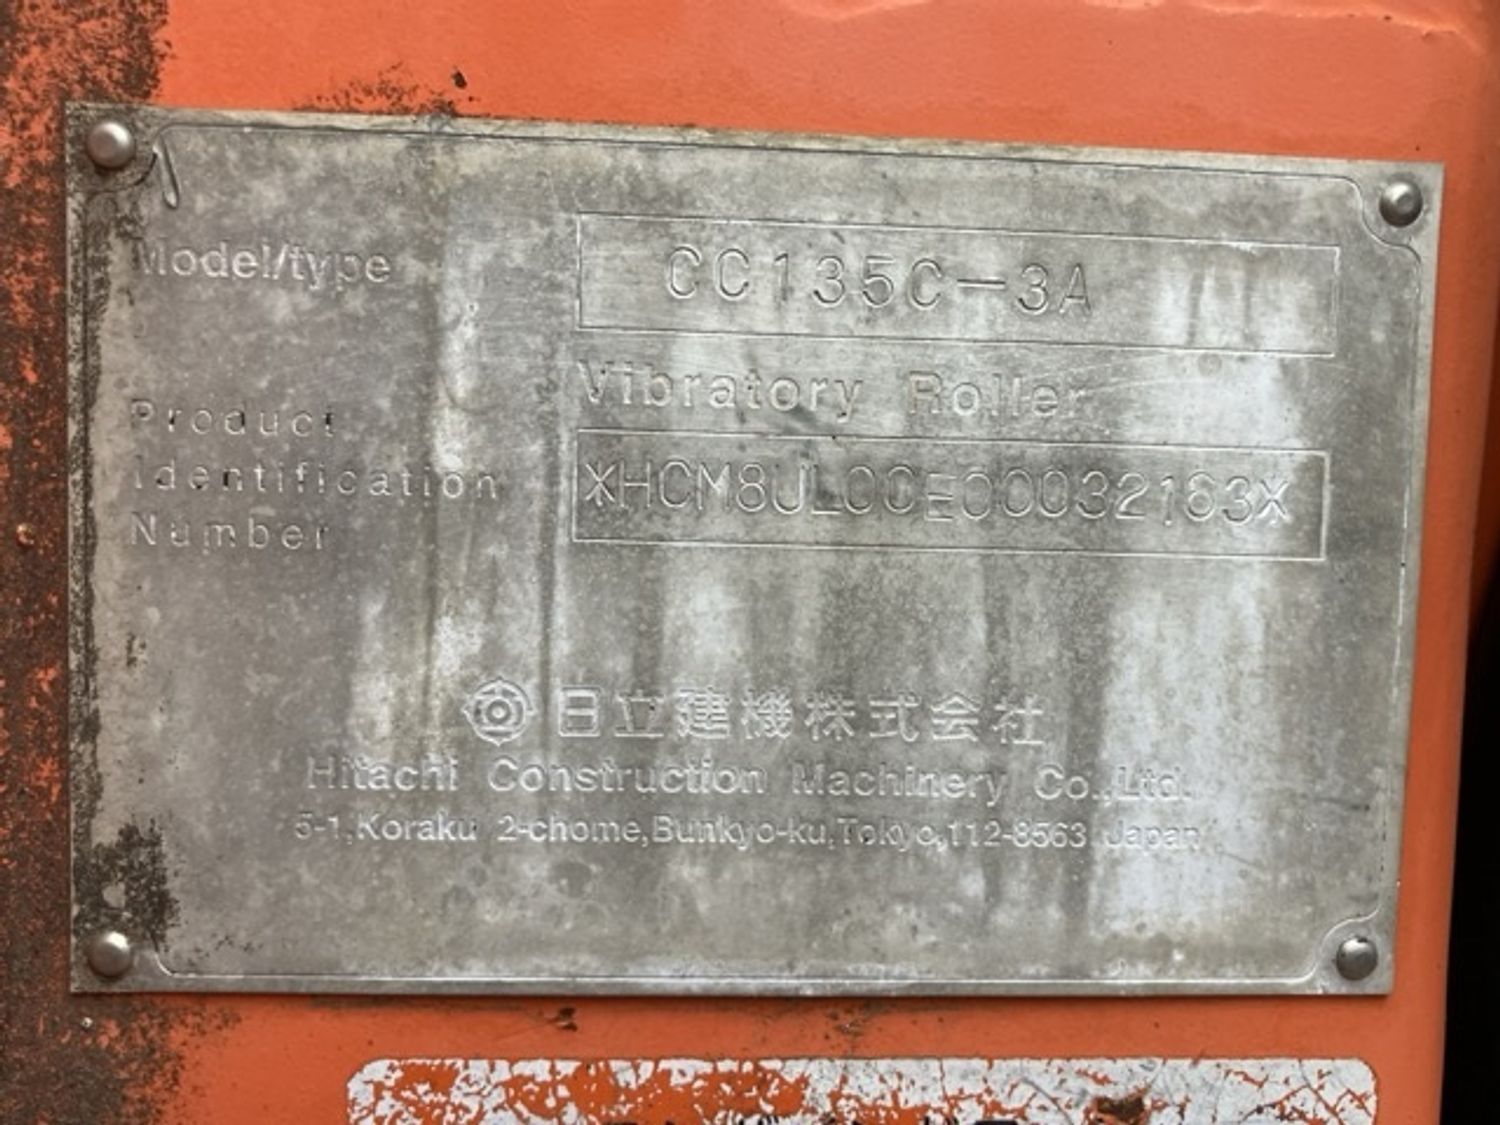 Model/type
CC135C-3A
Vibratory Roller
Product
Identification
Number
*HCM8UL00CE00032163*
日立建機株式会社
Hitachi Construction Machinery Co.,Ltd.
5-1,Koraku 2-chome,Bunkyo-ku,Tokyo,112-8563 Japan